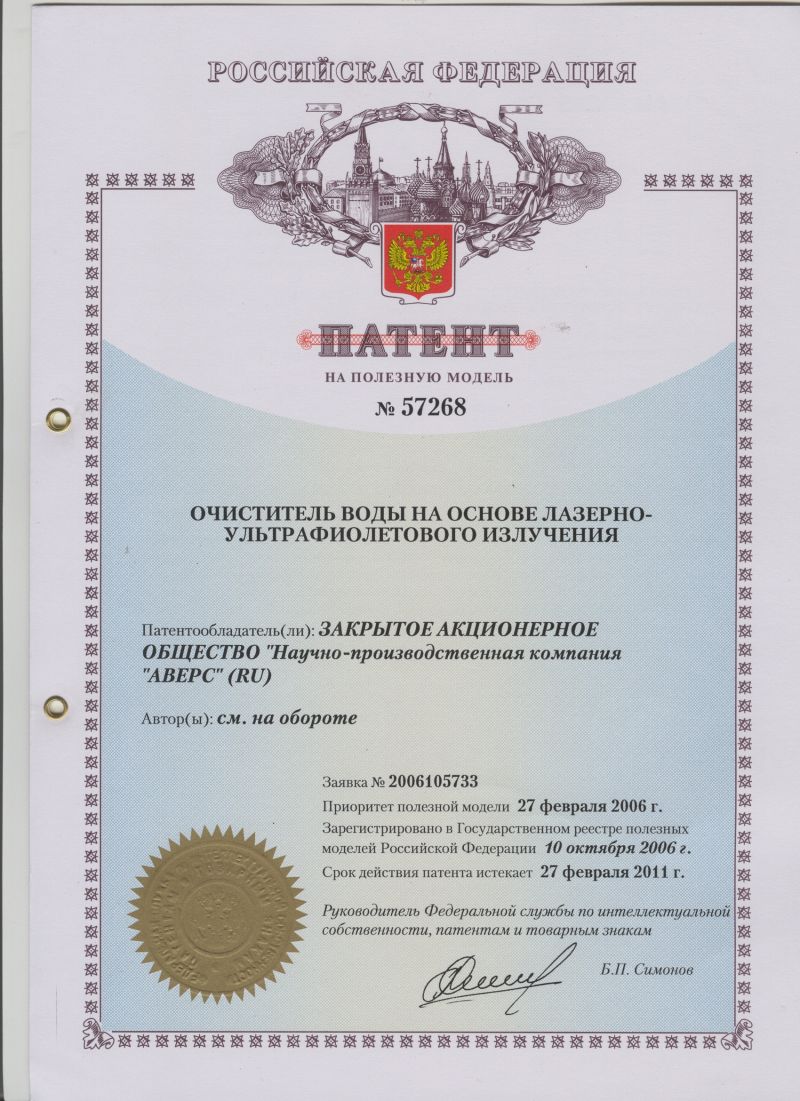 РОССИЙСКАЯ ФЕДЕРАЦИЯ
ПАТЕНТ
НА ПОЛЕЗНУЮ МОДЕЛЬ
№ 57268
ОЧИСТИТЕЛЬ ВОДЫ НА ОСНОВЕ ЛАЗЕРНО-
УЛЬТРАФИОЛЕТОВОГО ИЗЛУЧЕНИЯ
Патентообладатель(ли): ЗАКРЫТОЕ АКЦИОНЕРНОЕ
ОБЩЕСТВО "Научно-производственная компания
"АВЕРС" (RU)
Автор(ы): см. на обороте
Заявка № 2006105733
Приоритет полезной модели 27 февраля 2006 г.
Зарегистрировано в Государственном реестре полезных
моделей Российской Федерации 10 октября 2006 г.
Срок действия патента истекает 27 февраля 2011 г.
Руководитель Федеральной службы по интеллектуальной
собственности, патентам и товарным знакам
Б.П. Симонов